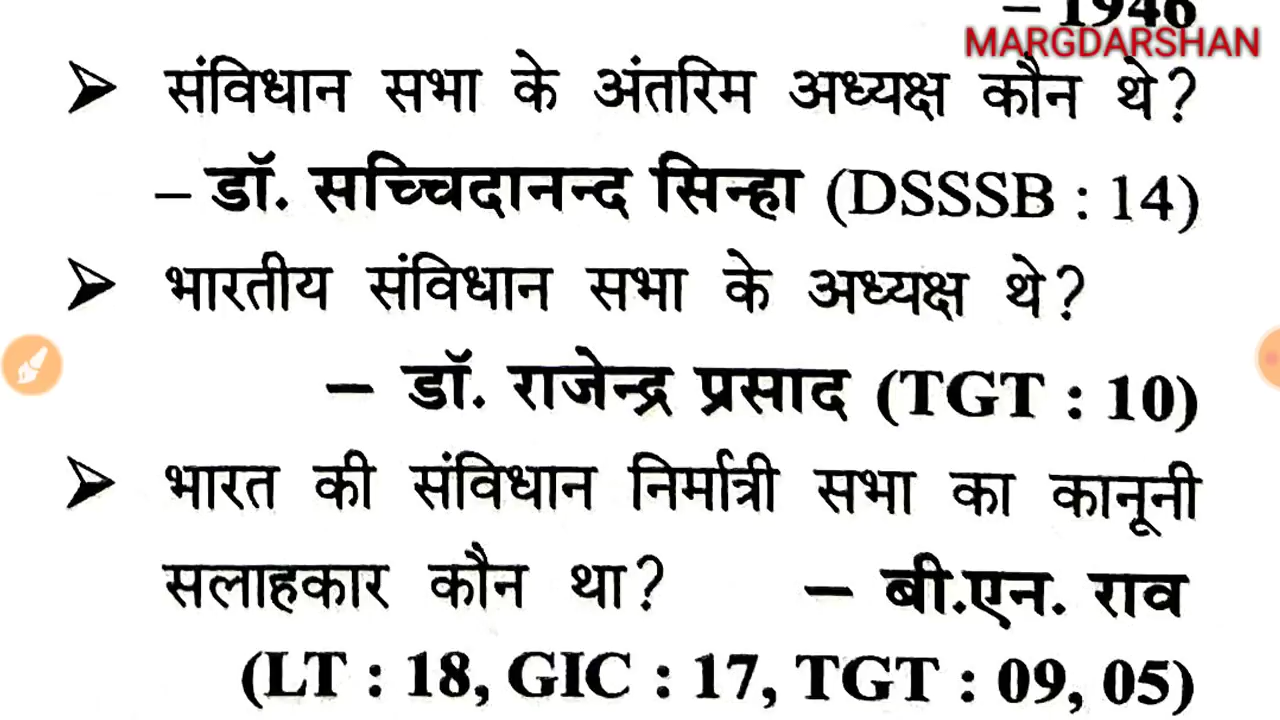 – 1946
MARGDARSHAN
➢ संविधान सभा के अंतरिम अध्यक्ष कौन थे?
– डॉ. सच्चिदानन्द सिन्हा (DSSSB : 14)
➢ भारतीय संविधान सभा के अध्यक्ष थे?
– डॉ. राजेन्द्र प्रसाद (TGT : 10)
➢ भारत की संविधान निर्मात्री सभा का कानूनी
सलाहकार कौन था? – बी.एन. राव
(LT : 18, GIC : 17, TGT : 09, 05)